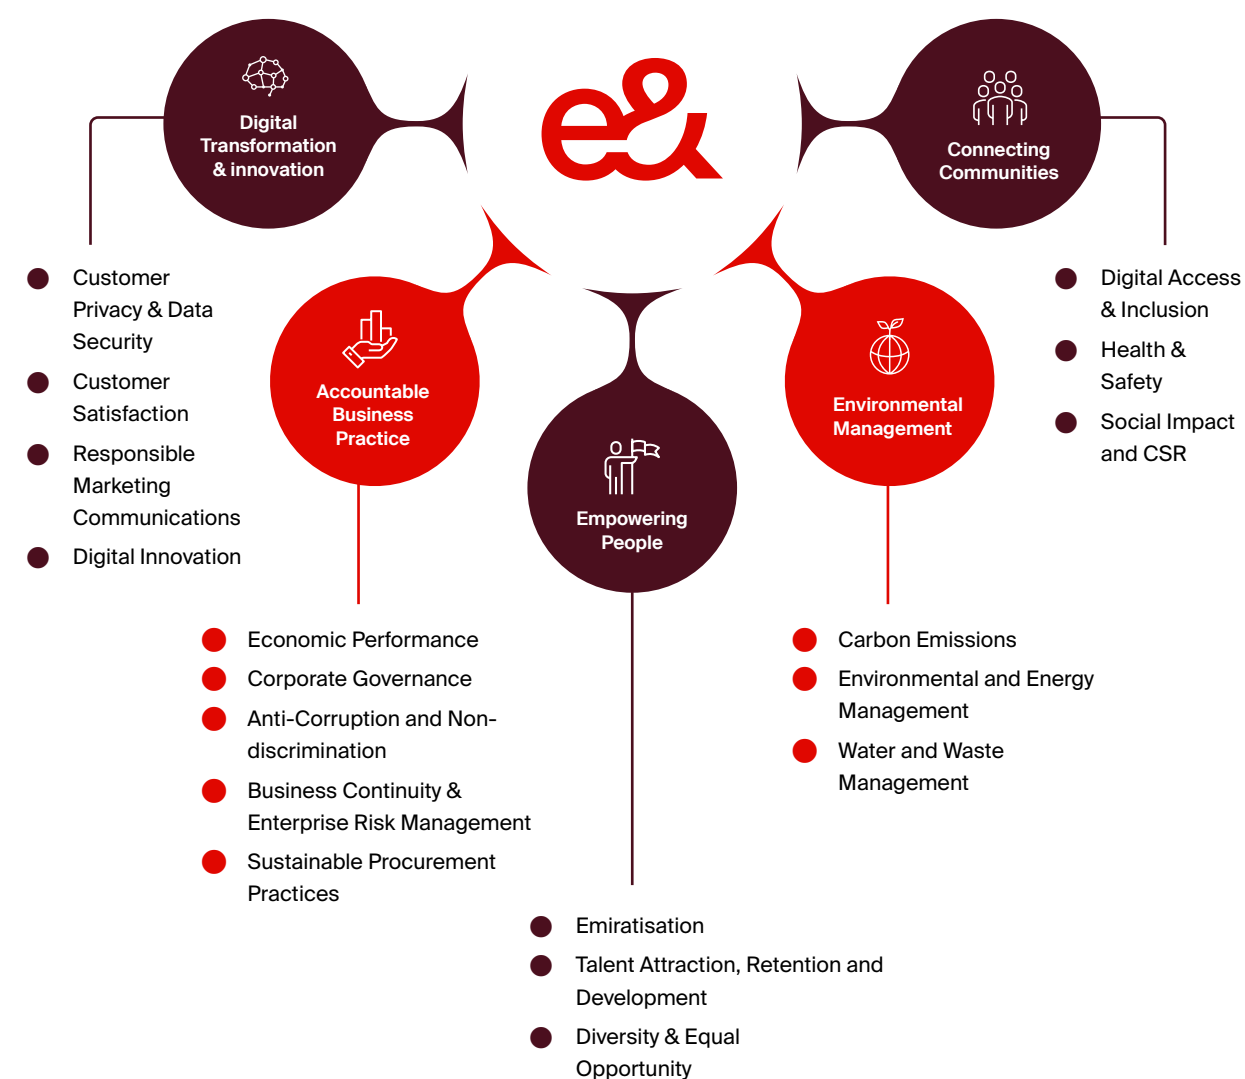 e&
Digital
Transformation
& innovation
Customer
Privacy & Data
Security
Customer
Satisfaction
Responsible
Marketing
Communications
Digital Innovation
Accountable
Business
Practice
Economic Performance
Corporate Governance
Anti-Corruption and Non-
discrimination
Business Continuity &
Enterprise Risk Management
Sustainable Procurement
Practices
Empowering
People
Emiratisation
Talent Attraction, Retention and
Development
Diversity & Equal
Opportunity
Environmental
Management
Carbon Emissions
Environmental and Energy
Management
Water and Waste
Management
Connecting
Communities
Digital Access
& Inclusion
Health &
Safety
Social Impact
and CSR